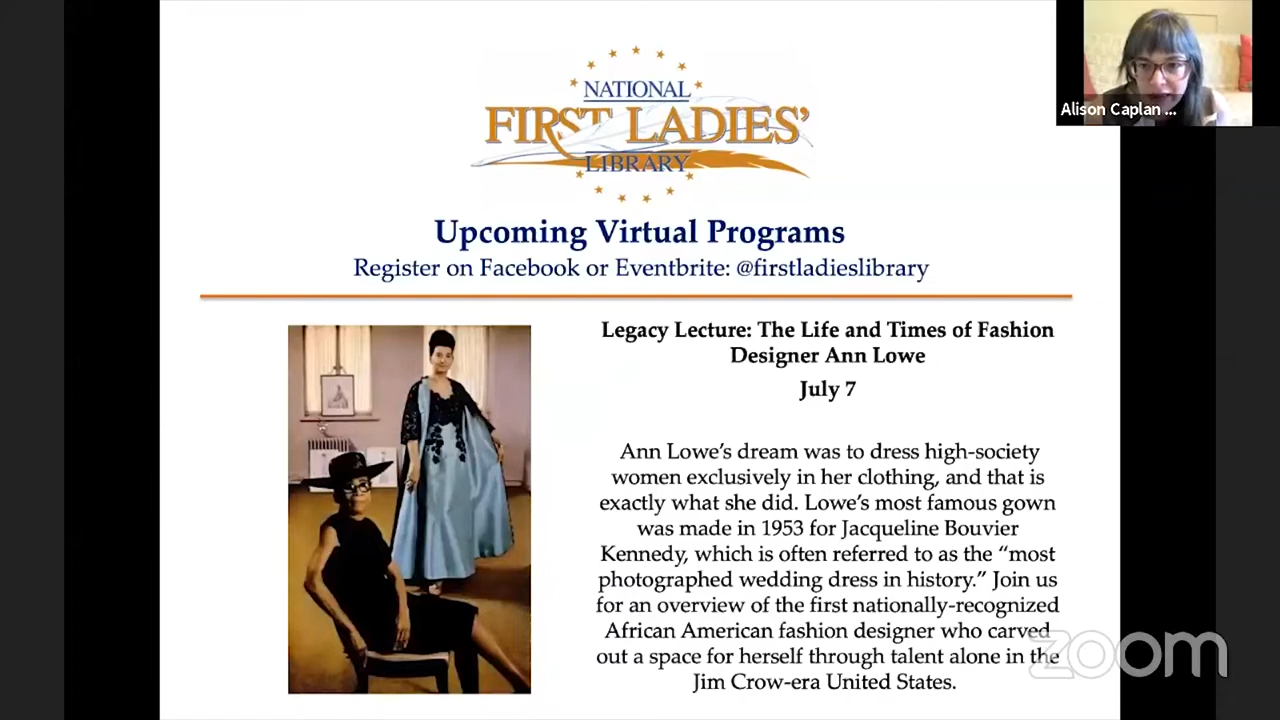 NATIONAL
FIRST LADIES'
LIBRARY
Alison Caplan ...
Upcoming Virtual Programs
Register on Facebook or Eventbrite: @firstladieslibrary
Legacy Lecture: The Life and Times of Fashion
Designer Ann Lowe
July 7
Ann Lowe's dream was to dress high-society
women exclusively in her clothing, and that is
exactly what she did. Lowe's most famous gown
was made in 1953 for Jacqueline Bouvier
Kennedy, which is often referred to as the “most
photographed wedding dress in history.” Join us
for an overview of the first nationally-recognized
African American fashion designer who carved
out a space for herself through talent alone in the
Jim Crow-era United States.
zoom